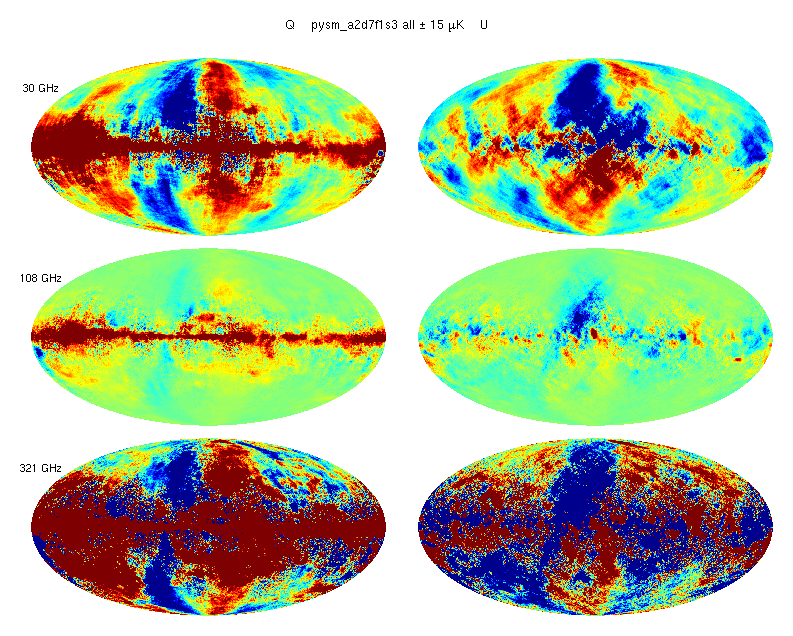 Q pysm_a2d7f1s3 all ± 15 μK U
30 GHz
108 GHz
321 GHz